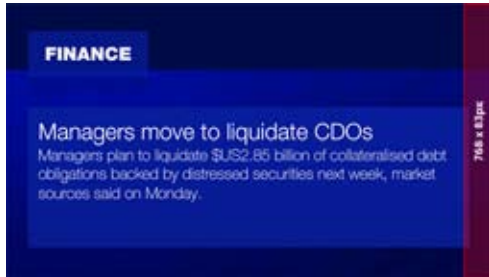 FINANCE
Managers move to liquidate CDOs
Managers plan to liquidate $US2.85 billion of collateralised debt
obligations backed by distressed securities next week, market
sources said on Monday.
768 x 83px